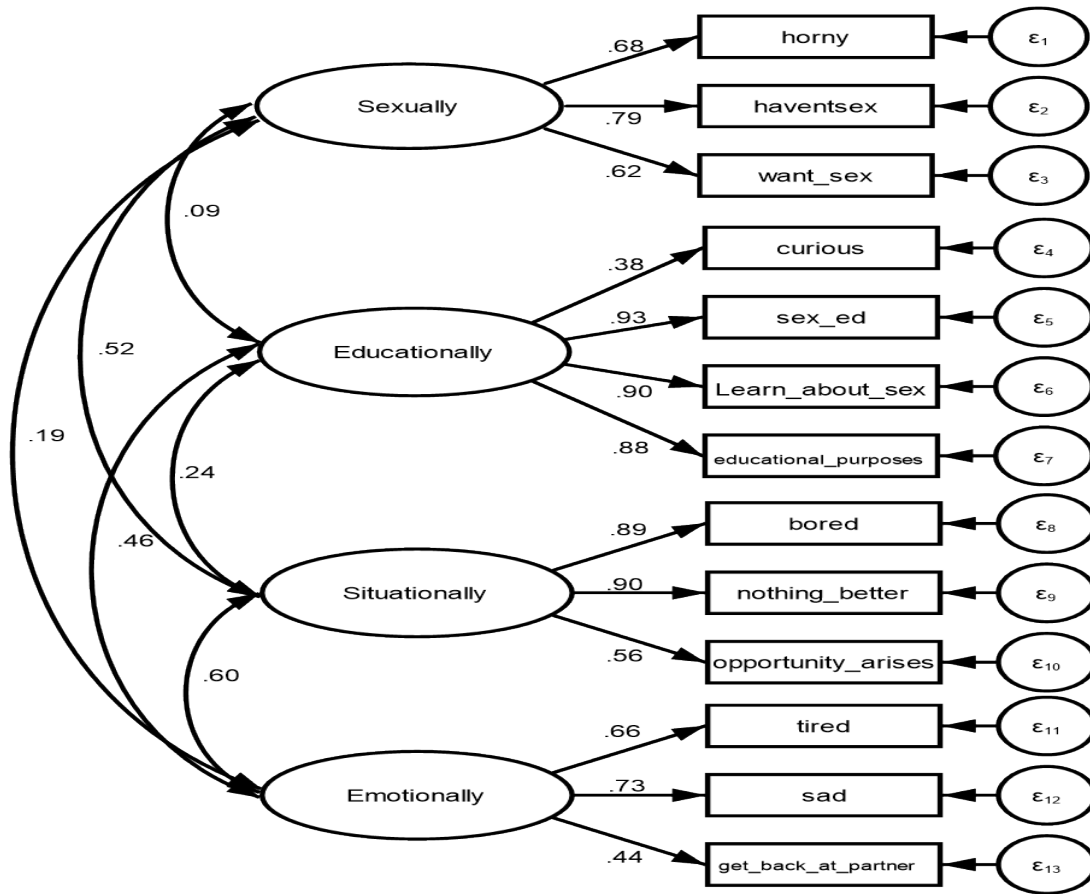 horny
ε₁
.68
Sexually
haventsex
ε₂
.79
want_sex
ε₃
.62
.09
curious
ε₄
.38
sex_ed
ε₅
.93
Educationally
.52
Learn_about_sex
ε₆
.90
.19
.88
educational_purposes
ε₇
.24
bored
ε₈
.89
.46
.90
Situationally
nothing_better
ε₉
.56
opportunity_arises
ε₁₀
.60
.66
tired
ε₁₁
.73
Emotionally
sad
ε₁₂
.44
get_back_at_partner
ε₁₃